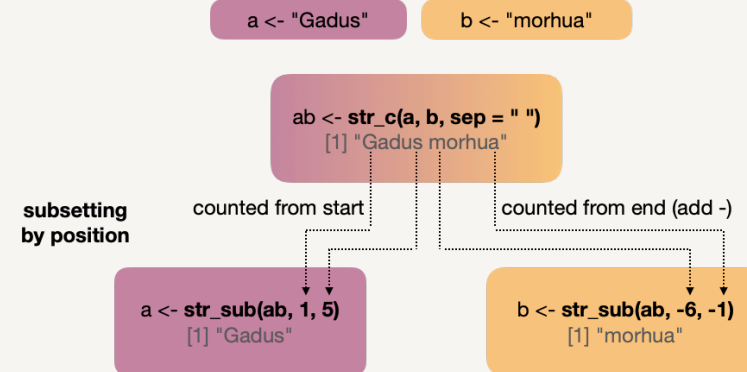 a <- "Gadus"
b <- "morhua"
ab <- str_c(a, b, sep = " ")
[1] "Gadus morhua"
subsetting
by position
counted from start
counted from end (add -)
a <- str_sub(ab, 1, 5)
[1] "Gadus"
b <- str_sub(ab, -6, -1)
[1] "morhua"